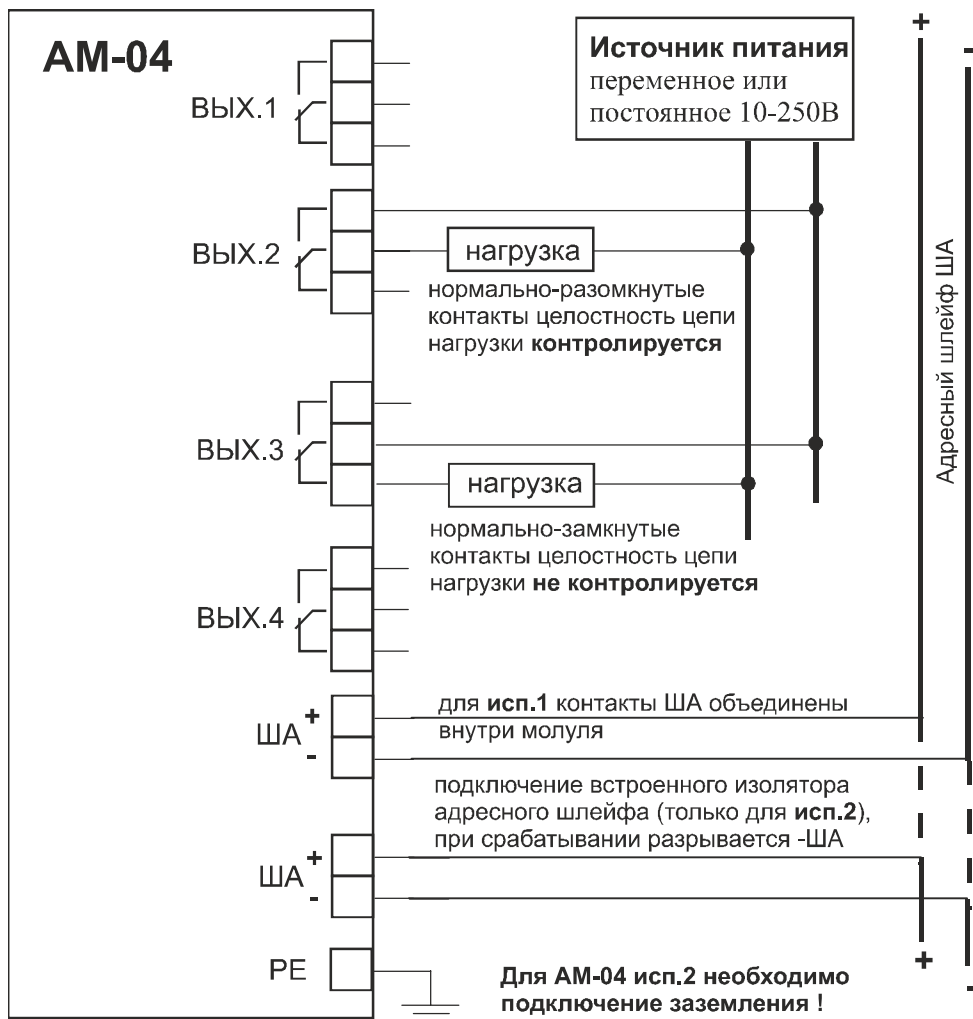 АМ-04
Источник питания
переменное или
постоянное 10-250В
+
-
ВЫХ.1
ВЫХ.2
нагрузка
нормально-разомкнутые
контакты целостность цепи
нагрузки контролируется
Адресный шлейф ША
ВЫХ.3
нагрузка
нормально-замкнутые
контакты целостность цепи
нагрузки не контролируется
ВЫХ.4
для исп.1 контакты ША объединены
внутри молуля
ША
+
-
подключение встроенного изолятора
адресного шлейфа (только для исп.2),
при срабатывании разрывается -ША
ША
+
-
PE
+
-
Для АМ-04 исп.2 необходимо
подключение заземления !